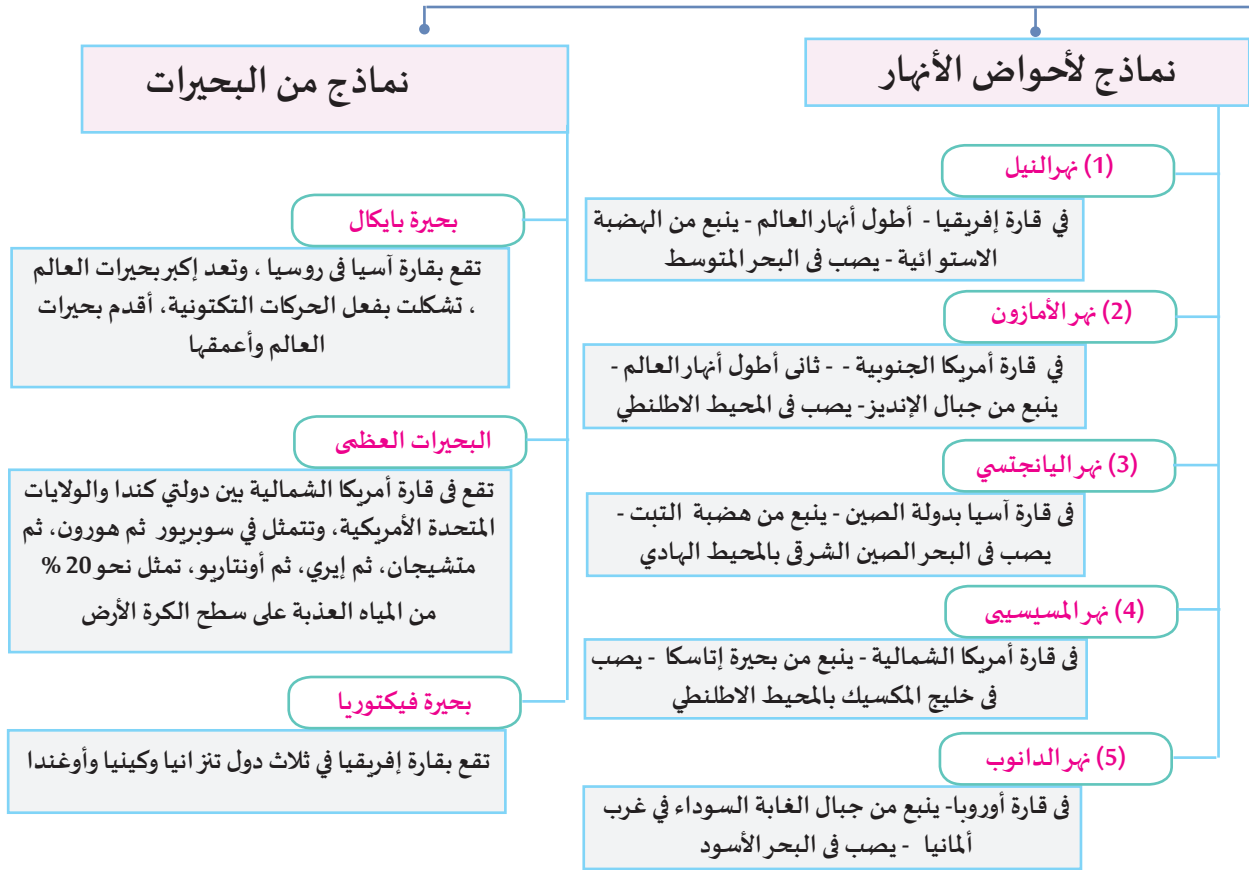 نماذج لأحواض الأنهار
(1) نهر النيل
في قارة إفريقيا - أطول أنهار العالم - ينبع من الهضبة
الاستوائية - يصب فى البحر المتوسط
(2) نهر الأمازون
في قارة أمريكا الجنوبية - - ثانى أطول أنهار العالم -
ينبع من جبال الإنديز - يصب فى المحيط الاطلنطي
(3) نهر اليانجتسي
فى قارة آسيا بدولة الصين - ينبع من هضبة التبت -
يصب فى البحر الصين الشرقى بالمحيط الهادي
(4) نهر المسيسيبى
فى قارة أمريكا الشمالية - ينبع من بحيرة إتاسكا - يصب
فى خليج المكسيك بالمحيط الاطلنطي
(5) نهر الدانوب
فى قارة أوروبا- ينبع من جبال الغابة السوداء في غرب
ألمانيا - يصب فى البحر الأسود
نماذج من البحيرات
بحيرة بايكال
تقع بقارة آسيا فى روسيا ، وتعد إكبر بحيرات العالم
، تشكلت بفعل الحركات التكتونية، أقدم بحيرات
العالم وأعمقها
البحيرات العظمى
تقع فى قارة أمريكا الشمالية بين دولتي كندا والولايات
المتحدة الأمريكية، وتتمثل في سوبريور ثم هورون، ثم
متشيجان، ثم إيري، ثم أونتاريو، تمثل نحو 20 %
من المياه العذبة على سطح الكرة الأرض
بحيرة فيكتوريا
تقع بقارة إفريقيا في ثلاث دول تنزانيا وكينيا وأوغندا